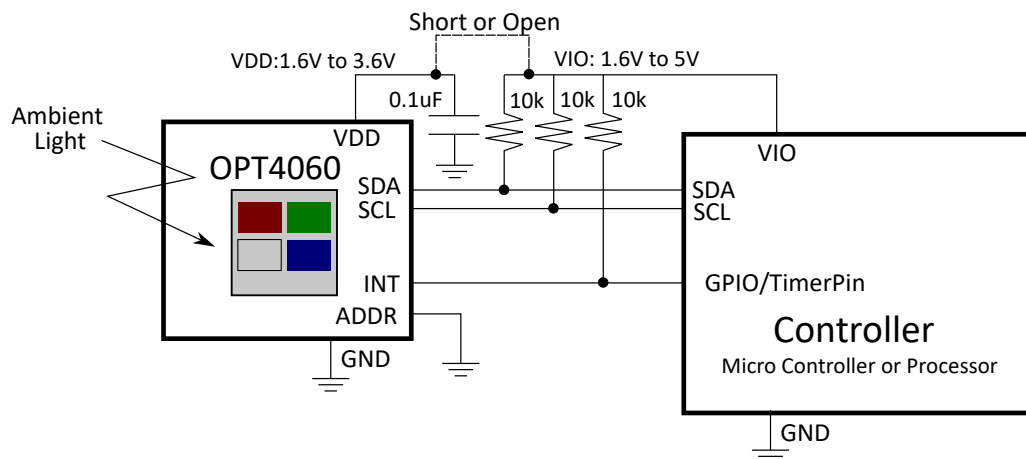 Short or Open
VDD:1.6V to 3.6V
VIO: 1.6V to 5V
0.1uF
10k
10k
10k
Ambient
Light
VDD
OPT4060
SDA
SCL
INT
ADDR
GND
VIO
SDA
SCL
GPIO/TimerPin
Controller
Micro Controller or Processor
GND